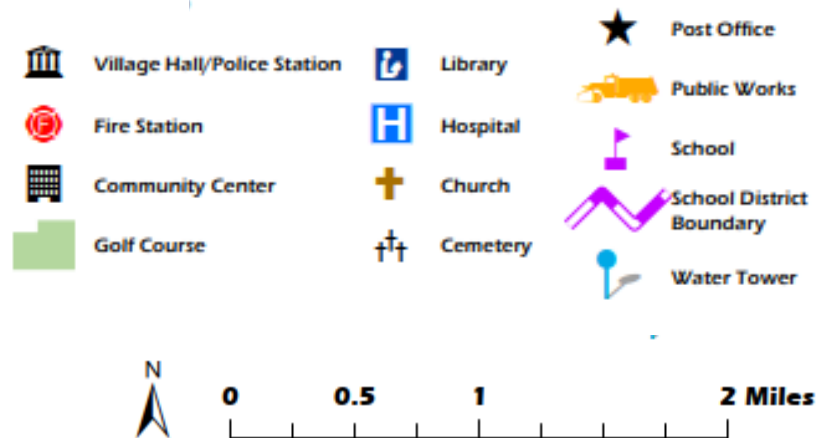 Village Hall/Police Station
Fire Station
Community Center
Golf Course
Library
H
Hospital
Church
Cemetery
Post Office
Public Works
School
School District
Boundary
Water Tower
F
N
0 0.5 1 2 Miles